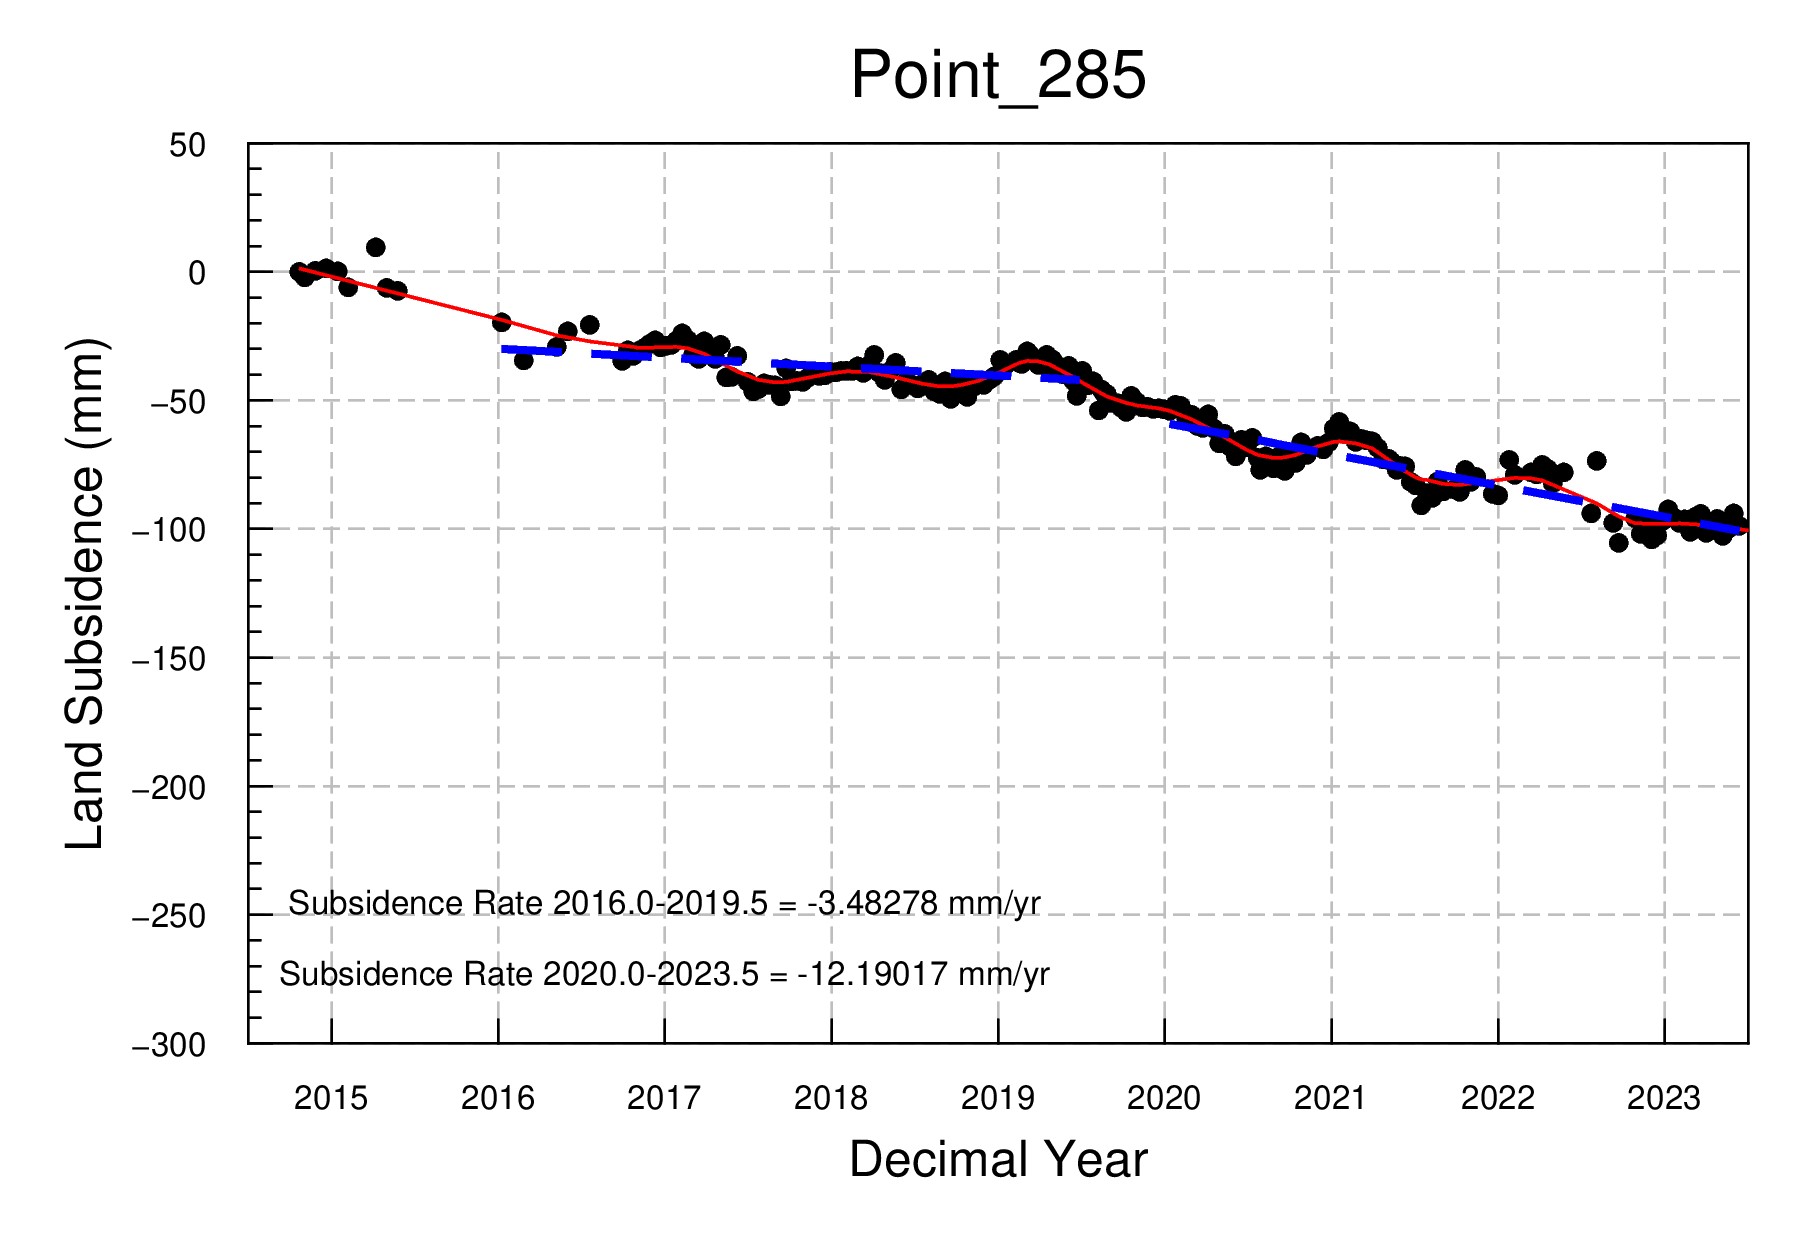 Point_285
50
0
−50
−100
−150
−200
−250
−300
Land Subsidence (mm)
Subsidence Rate 2016.0-2019.5 = -3.48278 mm/yr
Subsidence Rate 2020.0-2023.5 = -12.19017 mm/yr
2015 2016 2017 2018 2019 2020 2021 2022 2023
Decimal Year